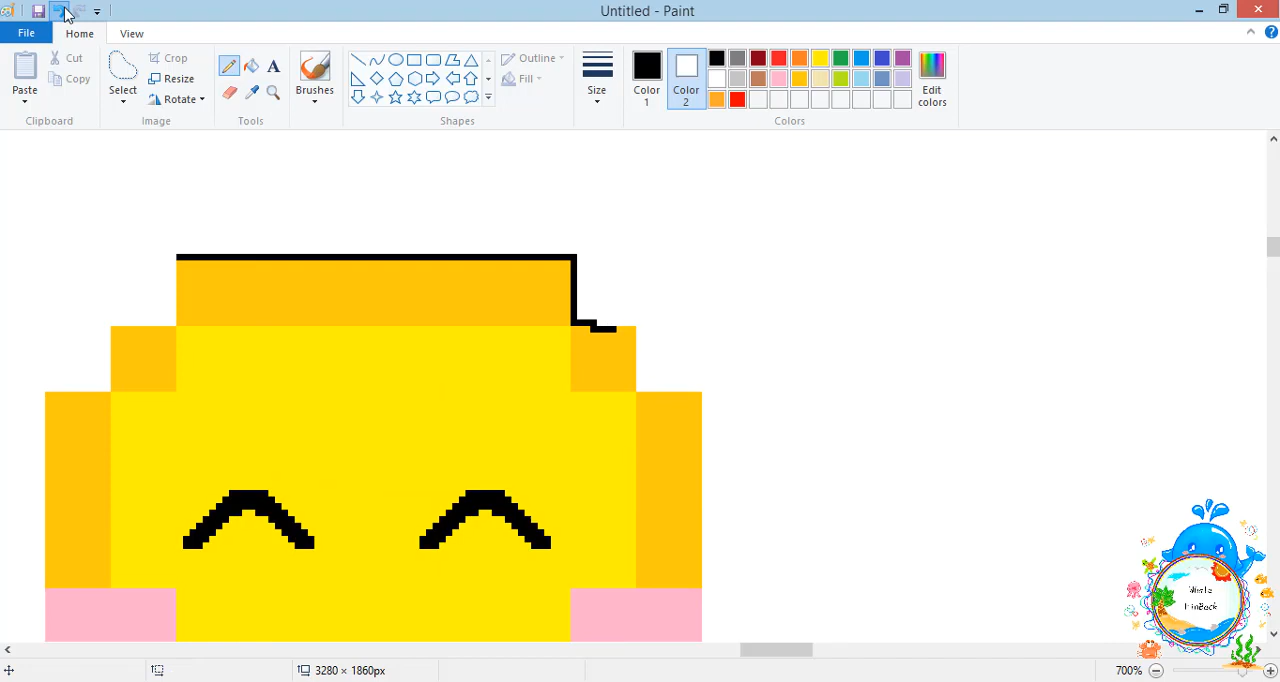 Untitled - Paint
File
Home
View
Paste
Cut
Copy
Clipboard
Select
Crop
Resize
Rotate
Image
A
Tools
Brushes
Outline
Fill
Shapes
Size
Color
1
Color
2
Edit
colors
Colors
3280 × 1860px
700%